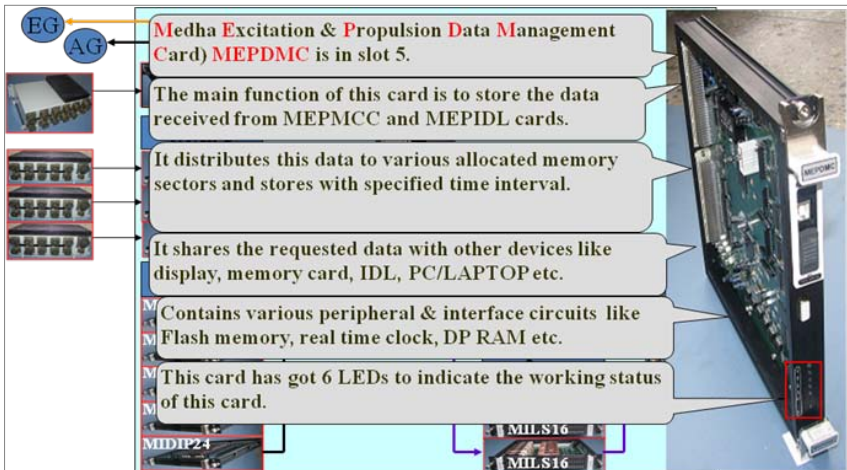 EG
AG
Medha Excitation & Propulsion Data Management
Card) MEPDMC is in slot 5.
The main function of this card is to store the data
received from MEPMCC and MEPIDL cards.
It distributes this data to various allocated memory
sectors and stores with specified time interval.
It shares the requested data with other devices like
display, memory card, IDL, PC/LAPTOP etc.
Contains various peripheral & interface circuits like
Flash memory, real time clock, DP RAM etc.
This card has got 6 LEDs to indicate the working status
of this card.
MEPDMC
MIDIP24
MILS16
MILS16